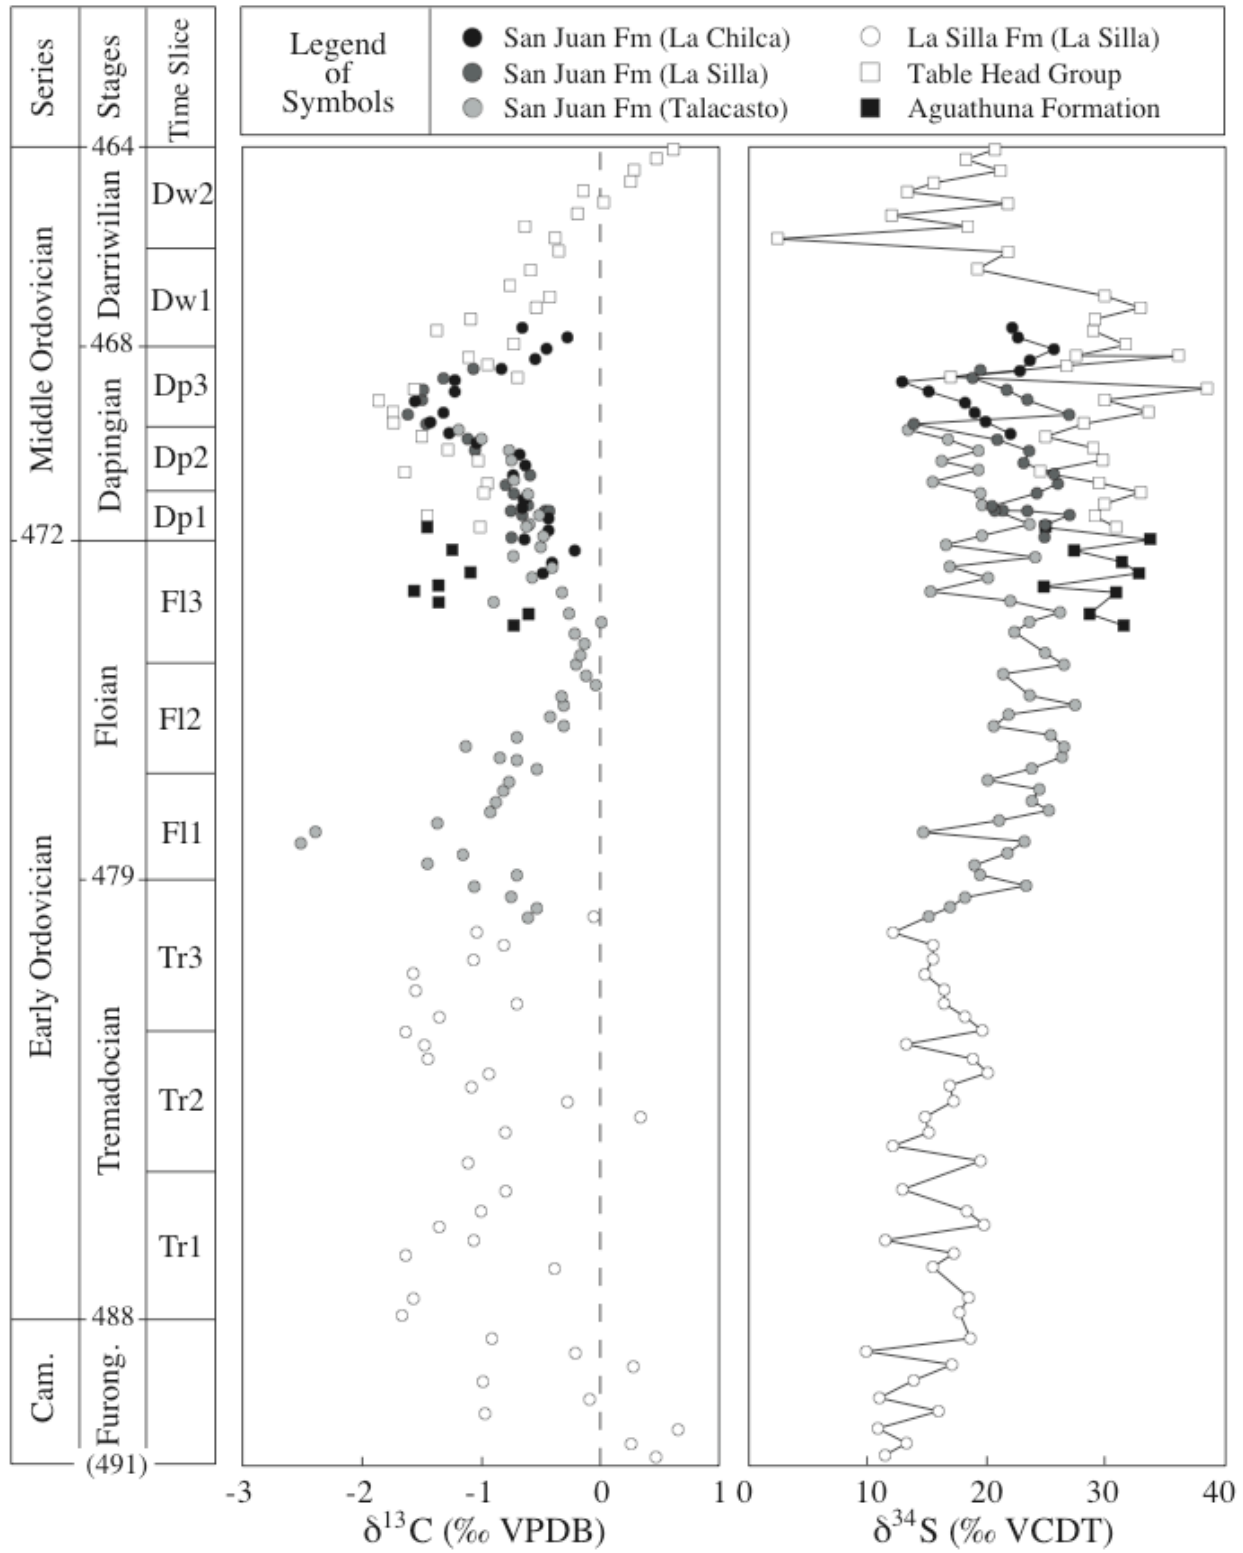 Series
Stages
Time Slice
Legend
of
Symbols
San Juan Fm (La Chilca)
San Juan Fm (La Silla)
San Juan Fm (Talacasto)
La Silla Fm (La Silla)
Table Head Group
Aguathuna Formation
464
Middle Ordovician
Darriwilian
Dw2
Dw1
468
Dapingian
Dp3
Dp2
Dp1
472
Early Ordovician
Floian
Fl3
Fl2
Fl1
479
Tremadocian
Tr3
Tr2
Tr1
488
Cam.
Furong.
(491)
-3 -2 -1 0 1
δ¹³C (‰ VPDB)
0 10 20 30 40
δ³⁴S (‰ VCDT)